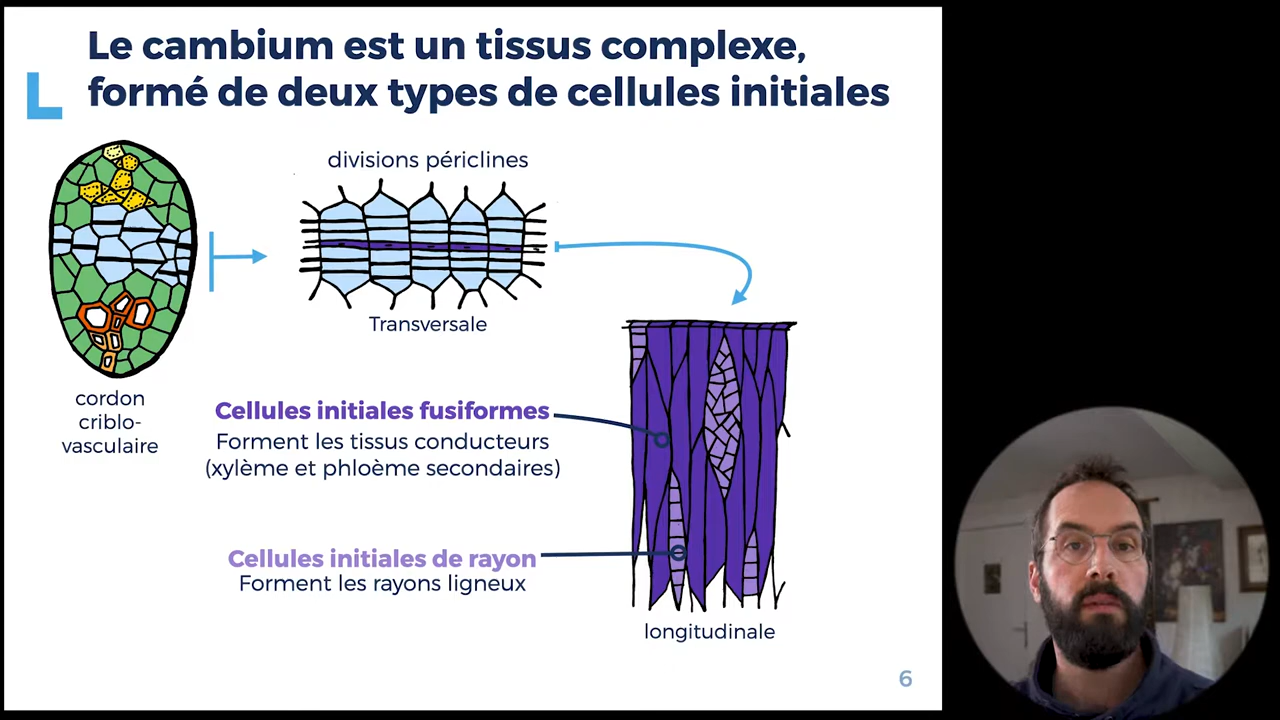 Le cambium est un tissus complexe,
formé de deux types de cellules initiales
divisions périclines
Transversale
cordon
criblo-
vasculaire
Cellules initiales fusiformes
Forment les tissus conducteurs
(xylème et phloème secondaires)
Cellules initiales de rayon
Forment les rayons ligneux
longitudinale
6